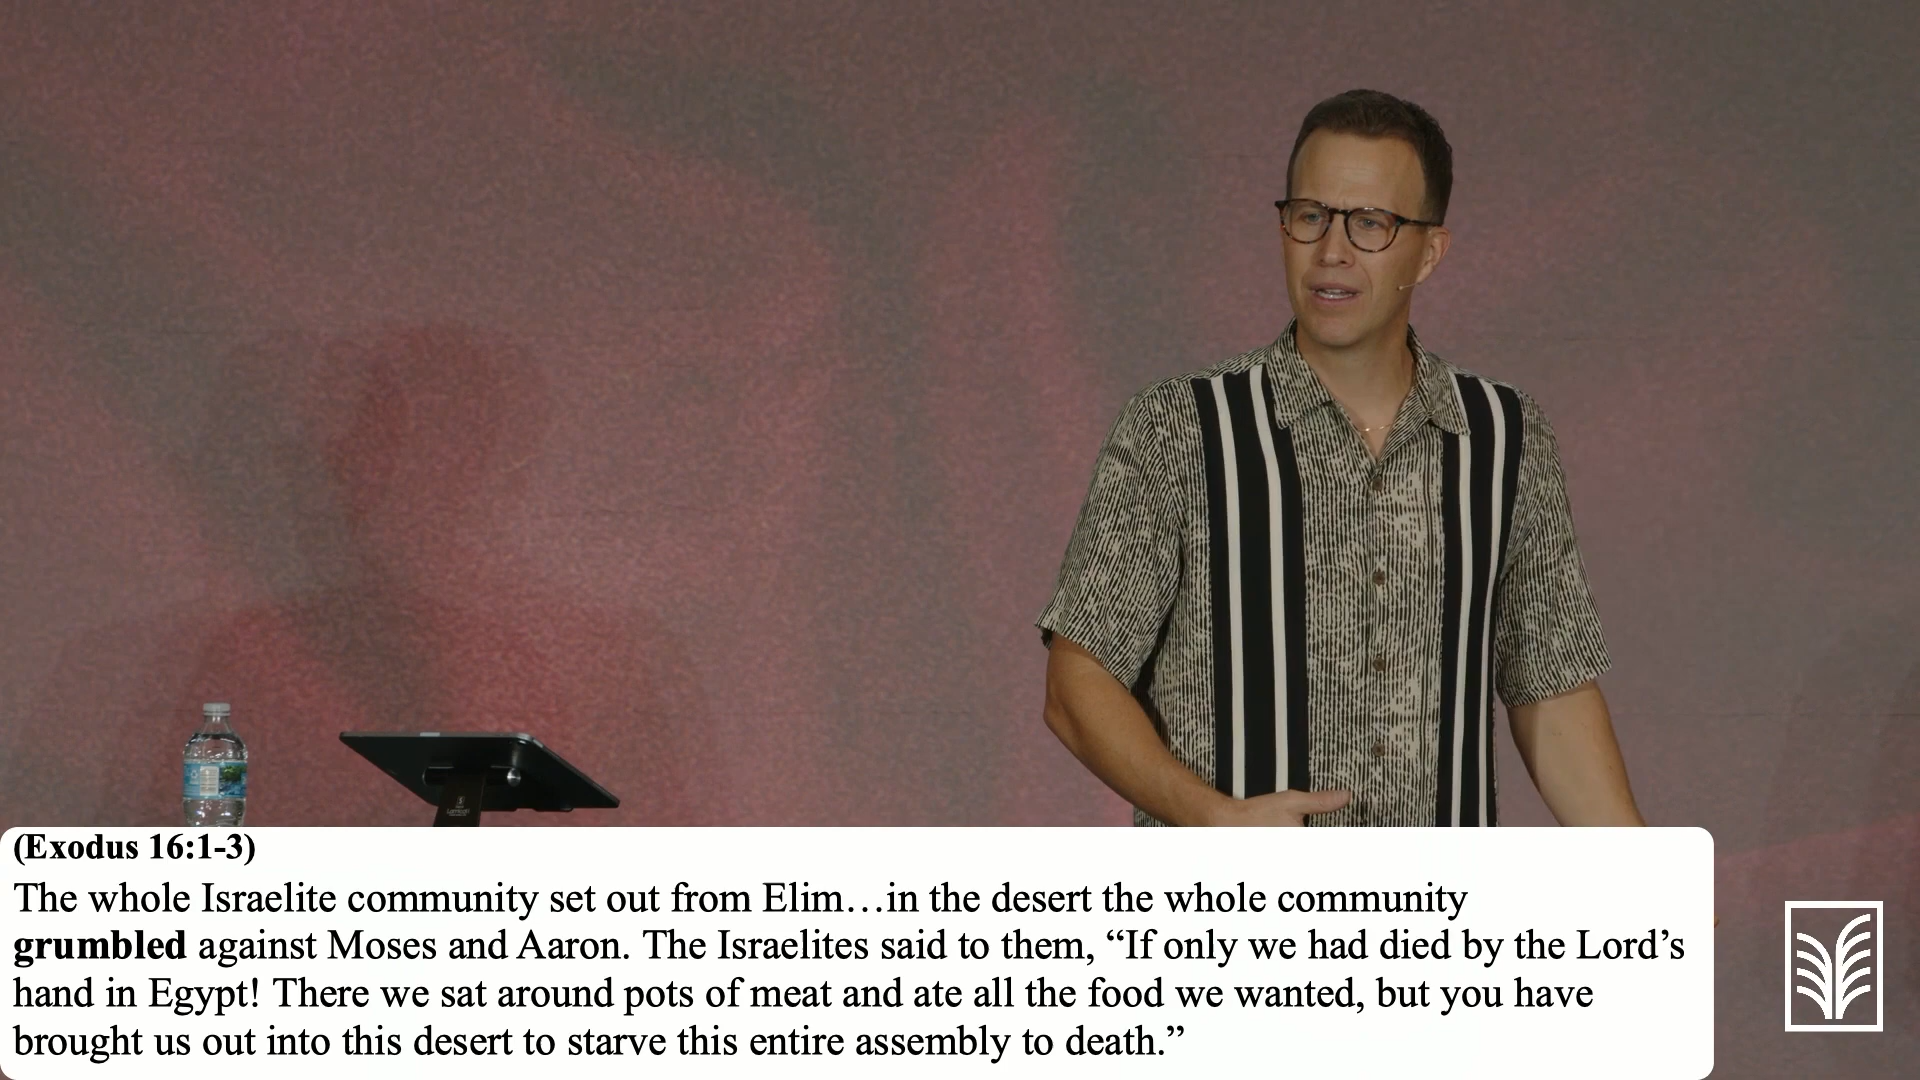 (Exodus 16:1-3)
The whole Israelite community set out from Elim…in the desert the whole community
grumbled against Moses and Aaron. The Israelites said to them, “If only we had died by the Lord’s
hand in Egypt! There we sat around pots of meat and ate all the food we wanted, but you have
brought us out into this desert to starve this entire assembly to death.”